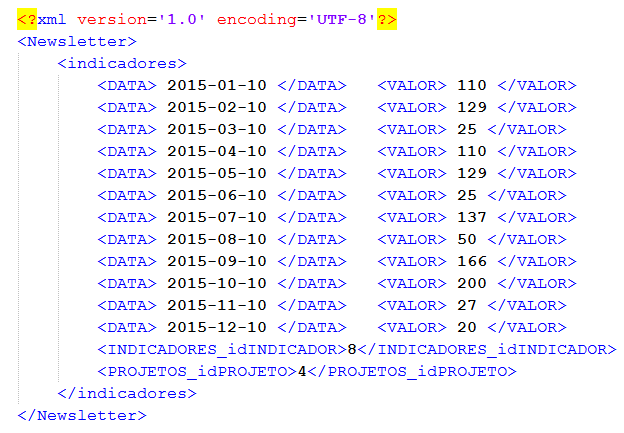 <?xml version='1.0' encoding='UTF-8'?>
<Newsletter>
<indicadores>
<DATA> 2015-01-10 </DATA> <VALOR> 110 </VALOR>
<DATA> 2015-02-10 </DATA> <VALOR> 129 </VALOR>
<DATA> 2015-03-10 </DATA> <VALOR> 25 </VALOR>
<DATA> 2015-04-10 </DATA> <VALOR> 110 </VALOR>
<DATA> 2015-05-10 </DATA> <VALOR> 129 </VALOR>
<DATA> 2015-06-10 </DATA> <VALOR> 25 </VALOR>
<DATA> 2015-07-10 </DATA> <VALOR> 137 </VALOR>
<DATA> 2015-08-10 </DATA> <VALOR> 50 </VALOR>
<DATA> 2015-09-10 </DATA> <VALOR> 166 </VALOR>
<DATA> 2015-10-10 </DATA> <VALOR> 200 </VALOR>
<DATA> 2015-11-10 </DATA> <VALOR> 27 </VALOR>
<DATA> 2015-12-10 </DATA> <VALOR> 20 </VALOR>
<INDICADORES_idINDICADOR>8</INDICADORES_idINDICADOR>
<PROJETOS_idPROJETO>4</PROJETOS_idPROJETO>
</indicadores>
</Newsletter>